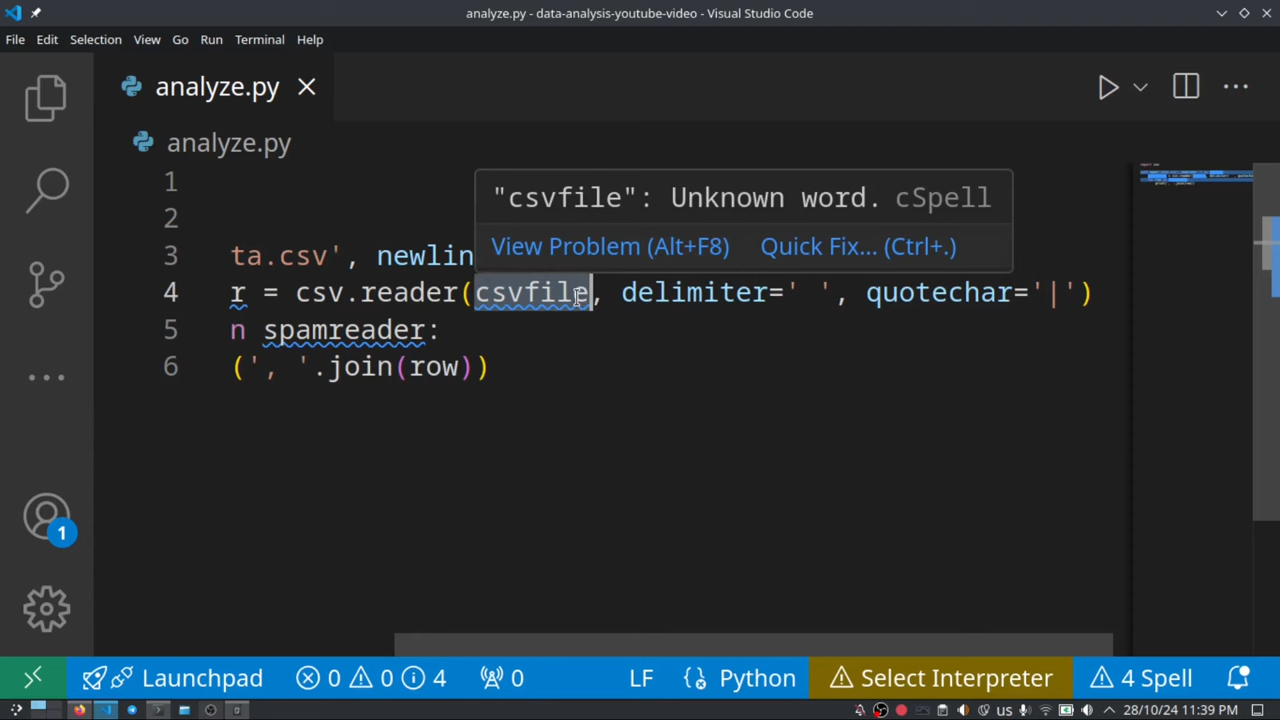 analyze.py - data-analysis-youtube-video - Visual Studio Code
File Edit Selection View Go Run Terminal Help
analyze.py
analyze.py
1
"csvfile": Unknown word. cSpell
2
View Problem (Alt+F8) Quick Fix... (Ctrl+.)
3 ta.csv', newlin
4 r = csv.reader(csvfile, delimiter=' ', quotechar='|')
5 n spamreader:
6 (', '.join(row))
1
Launchpad 0 0 4 0 LF Python Select Interpreter 4 Spell
us 28/10/24 11:39 PM